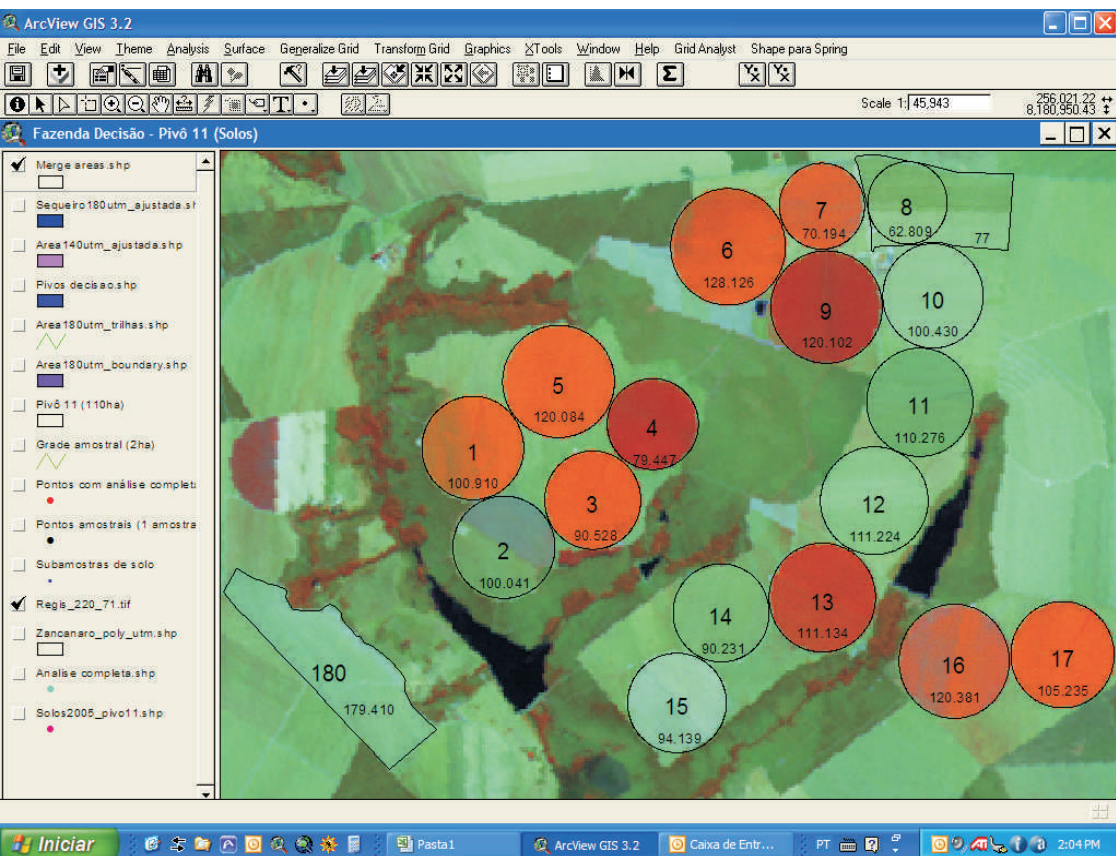 ArcView GIS 3.2
File Edit View Theme Analysis Surface Generalize Grid Transform Grid Graphics XTools Window Help Grid Analyst Shape para Spring
Scale 1: 45,943
256,021.22
8,180,950.43
Fazenda Decisão - Pivô 11 (Solos)
Merge areas.shp
Sequeiro180utm_ajustada.sh
Area140utm_ajustada.shp
Pivos decisao.shp
Area180utm_trilhas.shp
Area180utm_boundary.shp
Pivô 11 (110ha)
Grade amostral (2ha)
Pontos com análise complet
Pontos amostrais (1 amostra
Subamostras de solo
Regis_220_71.tif
Zancanaro_poly_utm.shp
Analise completa.shp
Solos2005_pivo11.shp
7
70.194
8
62.809
77
6
128.126
9
120.102
10
100.430
5
120.084
4
79.447
11
110.276
1
100.910
3
90.528
12
111.224
2
100.041
13
111.134
14
90.231
180
179.410
15
94.139
16
120.381
17
105.235
Iniciar
Pasta1
ArcView GIS 3.2
Caixa de Entr...
PT
2:04 PM